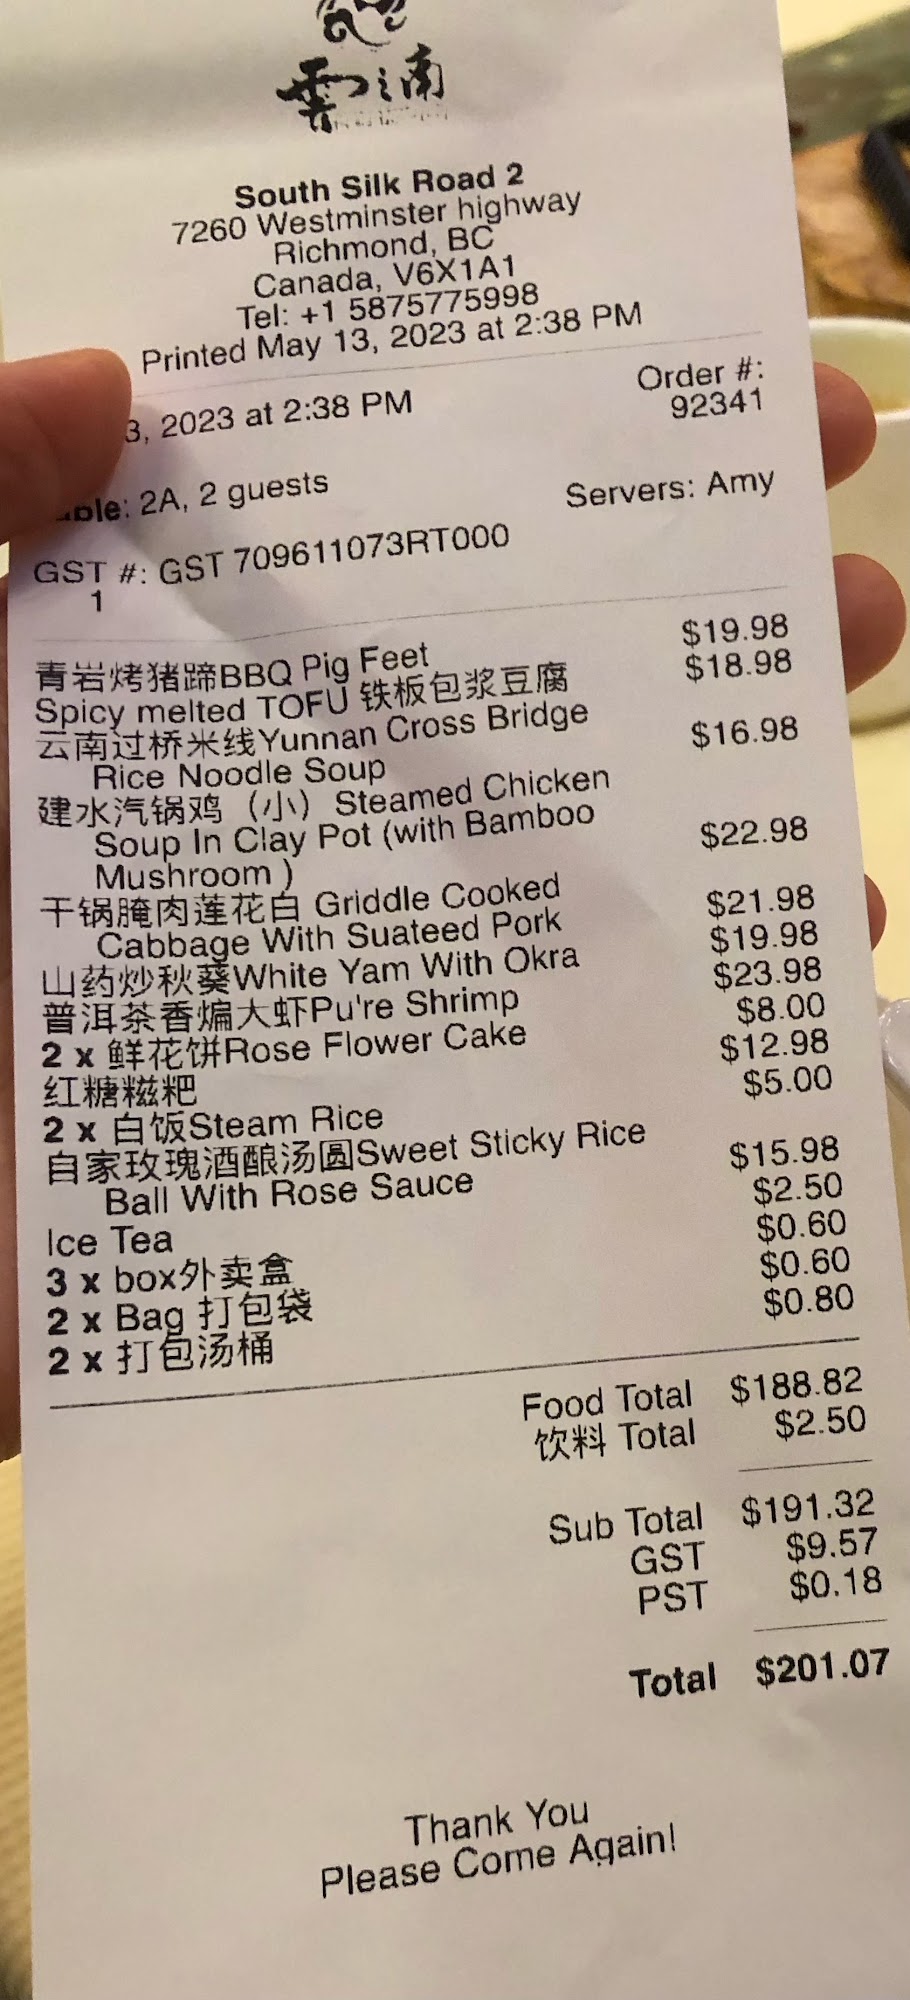 雲之南
South Silk Road 2
7260 Westminster highway
Richmond, BC
Canada, V6X1A1
Tel: +1 5875775998
Printed May 13, 2023 at 2:38 PM
3, 2023 at 2:38 PM
Order #:
92341
able: 2A, 2 guests
Servers: Amy
GST #: GST 709611073RT000
1
青岩烤猪蹄BBQ Pig Feet $19.98
Spicy melted TOFU 铁板包浆豆腐 $18.98
云南过桥米线Yunnan Cross Bridge
Rice Noodle Soup $16.98
建水汽锅鸡（小）Steamed Chicken
Soup In Clay Pot (with Bamboo
Mushroom ) $22.98
干锅腌肉莲花白 Griddle Cooked
Cabbage With Suateed Pork $21.98
山药炒秋葵White Yam With Okra $19.98
普洱茶香煸大虾Pu're Shrimp $23.98
2 x 鲜花饼Rose Flower Cake $8.00
红糖糍粑 $12.98
2 x 白饭Steam Rice $5.00
自家玫瑰酒酿汤圆Sweet Sticky Rice
Ball With Rose Sauce $15.98
Ice Tea $2.50
3 x box外卖盒 $0.60
2 x Bag 打包袋 $0.60
2 x 打包汤桶 $0.80
Food Total $188.82
饮料 Total $2.50
Sub Total $191.32
GST $9.57
PST $0.18
Total $201.07
Thank You
Please Come Again!